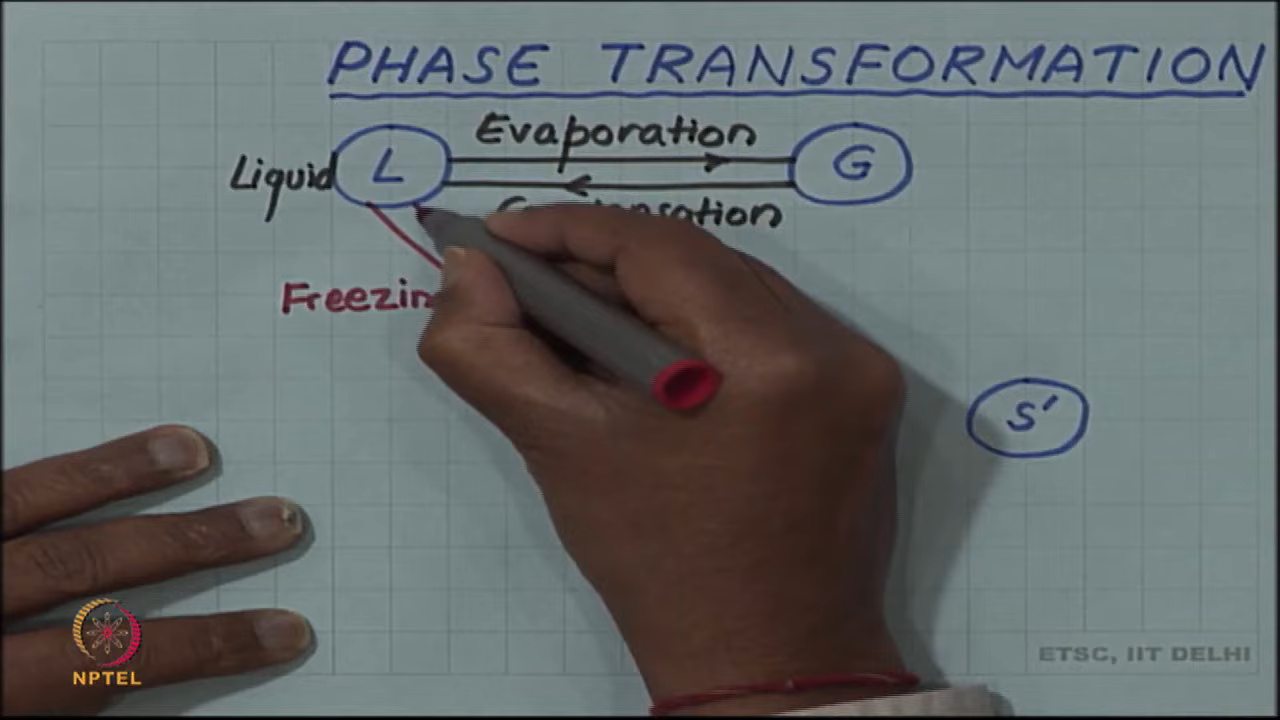 PHASE TRANSFORMATION
Evaporation
Liquid L G
S'
NPTEL
ETSC, IIT DELHI